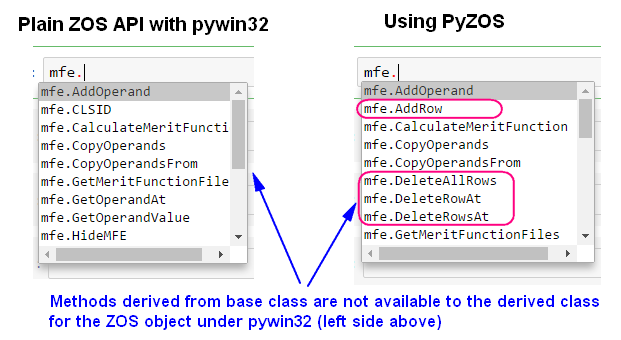 Plain ZOS API with pywin32
Using PyZOS
: mfe.
mfe.AddOperand
mfe.CLSID
mfe.CalculateMeritFuncti
mfe.CopyOperands
mfe.CopyOperandsFrom
mfe.GetMeritFunctionFile
mfe.GetOperandAt
mfe.GetOperandValue
mfe.HideMFE
:
mfe.
mfe.AddOperand
mfe.AddRow
mfe.CalculateMeritFunction
mfe.CopyOperands
mfe.CopyOperandsFrom
mfe.DeleteAllRows
mfe.DeleteRowAt
mfe.DeleteRowsAt
mfe.GetMeritFunctionFiles
Methods derived from base class are not available to the derived class
for the ZOS object under pywin32 (left side above)